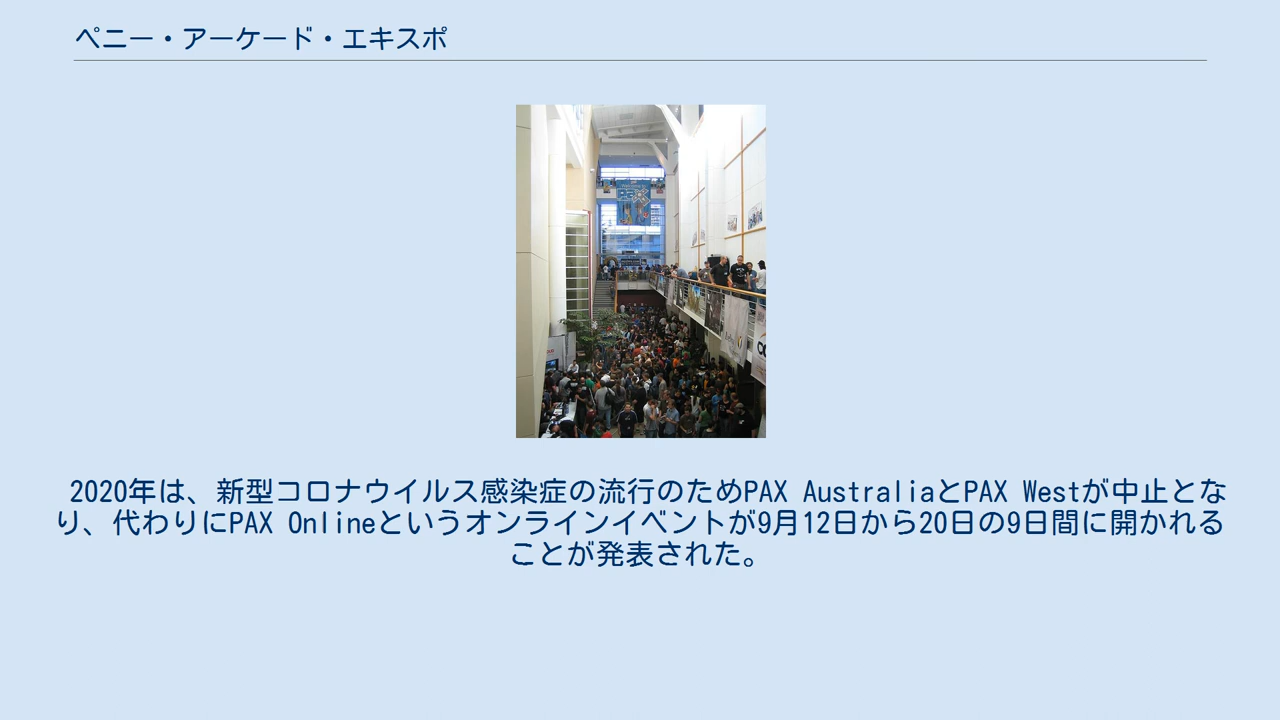 ペニー・アーケード・エキスポ
2020年は、新型コロナウイルス感染症の流行のためPAX AustraliaとPAX Westが中止とな
り、代わりにPAX Onlineというオンラインイベントが9月12日から20日の9日間に開かれる
ことが発表された。